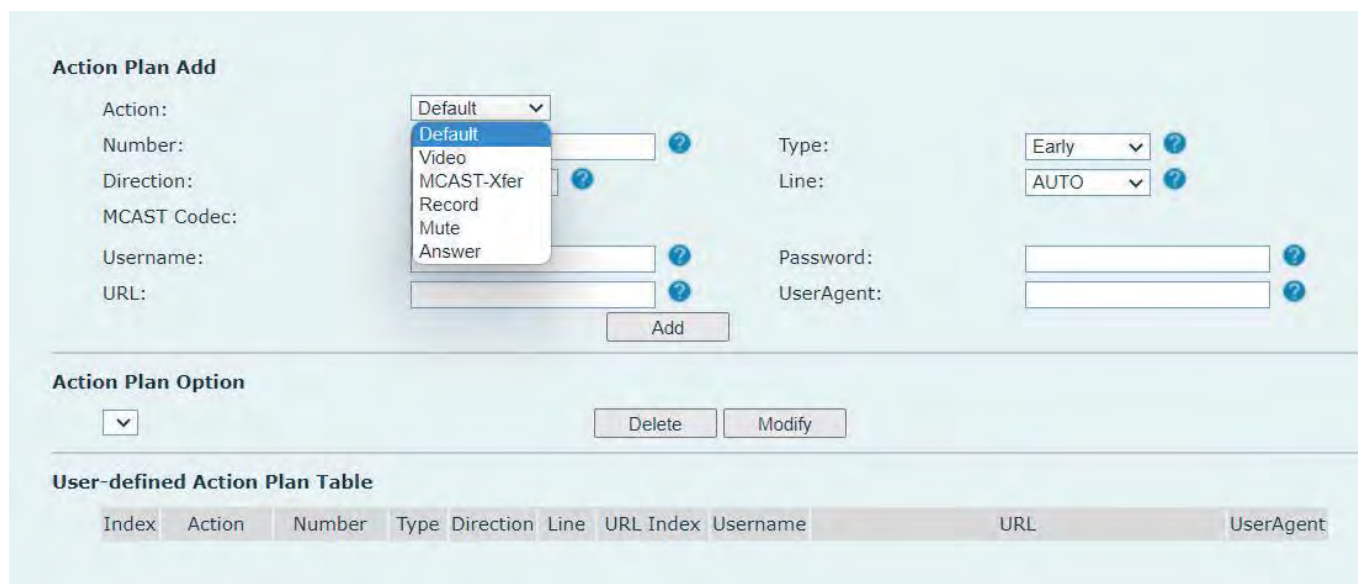 Action Plan Add
Action: Default
Default
Video
MCAST-Xfer
Record
Mute
Answer
Number: Type: Early
Direction: Line: AUTO
MCAST Codec:
Username: Password:
URL: UserAgent:
Add
Action Plan Option
Delete Modify
User-defined Action Plan Table
Index Action Number Type Direction Line URL Index Username URL UserAgent